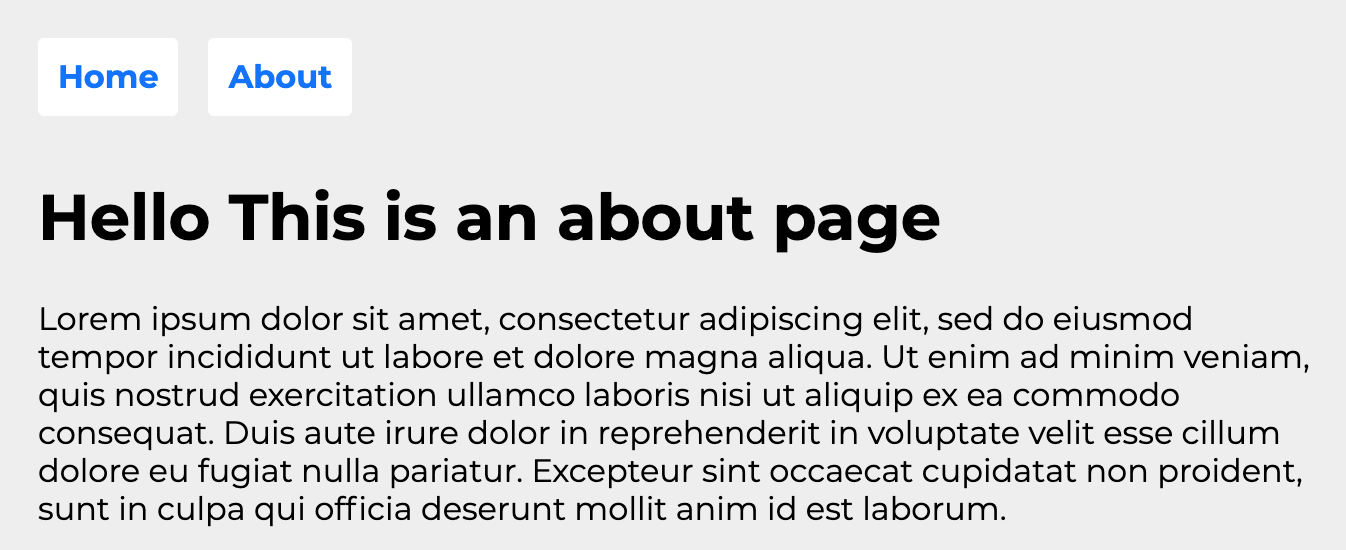 Home About
Hello This is an about page
Lorem ipsum dolor sit amet, consectetur adipiscing elit, sed do eiusmod
tempor incididunt ut labore et dolore magna aliqua. Ut enim ad minim veniam,
quis nostrud exercitation ullamco laboris nisi ut aliquip ex ea commodo
consequat. Duis aute irure dolor in reprehenderit in voluptate velit esse cillum
dolore eu fugiat nulla pariatur. Excepteur sint occaecat cupidatat non proident,
sunt in culpa qui officia deserunt mollit anim id est laborum.